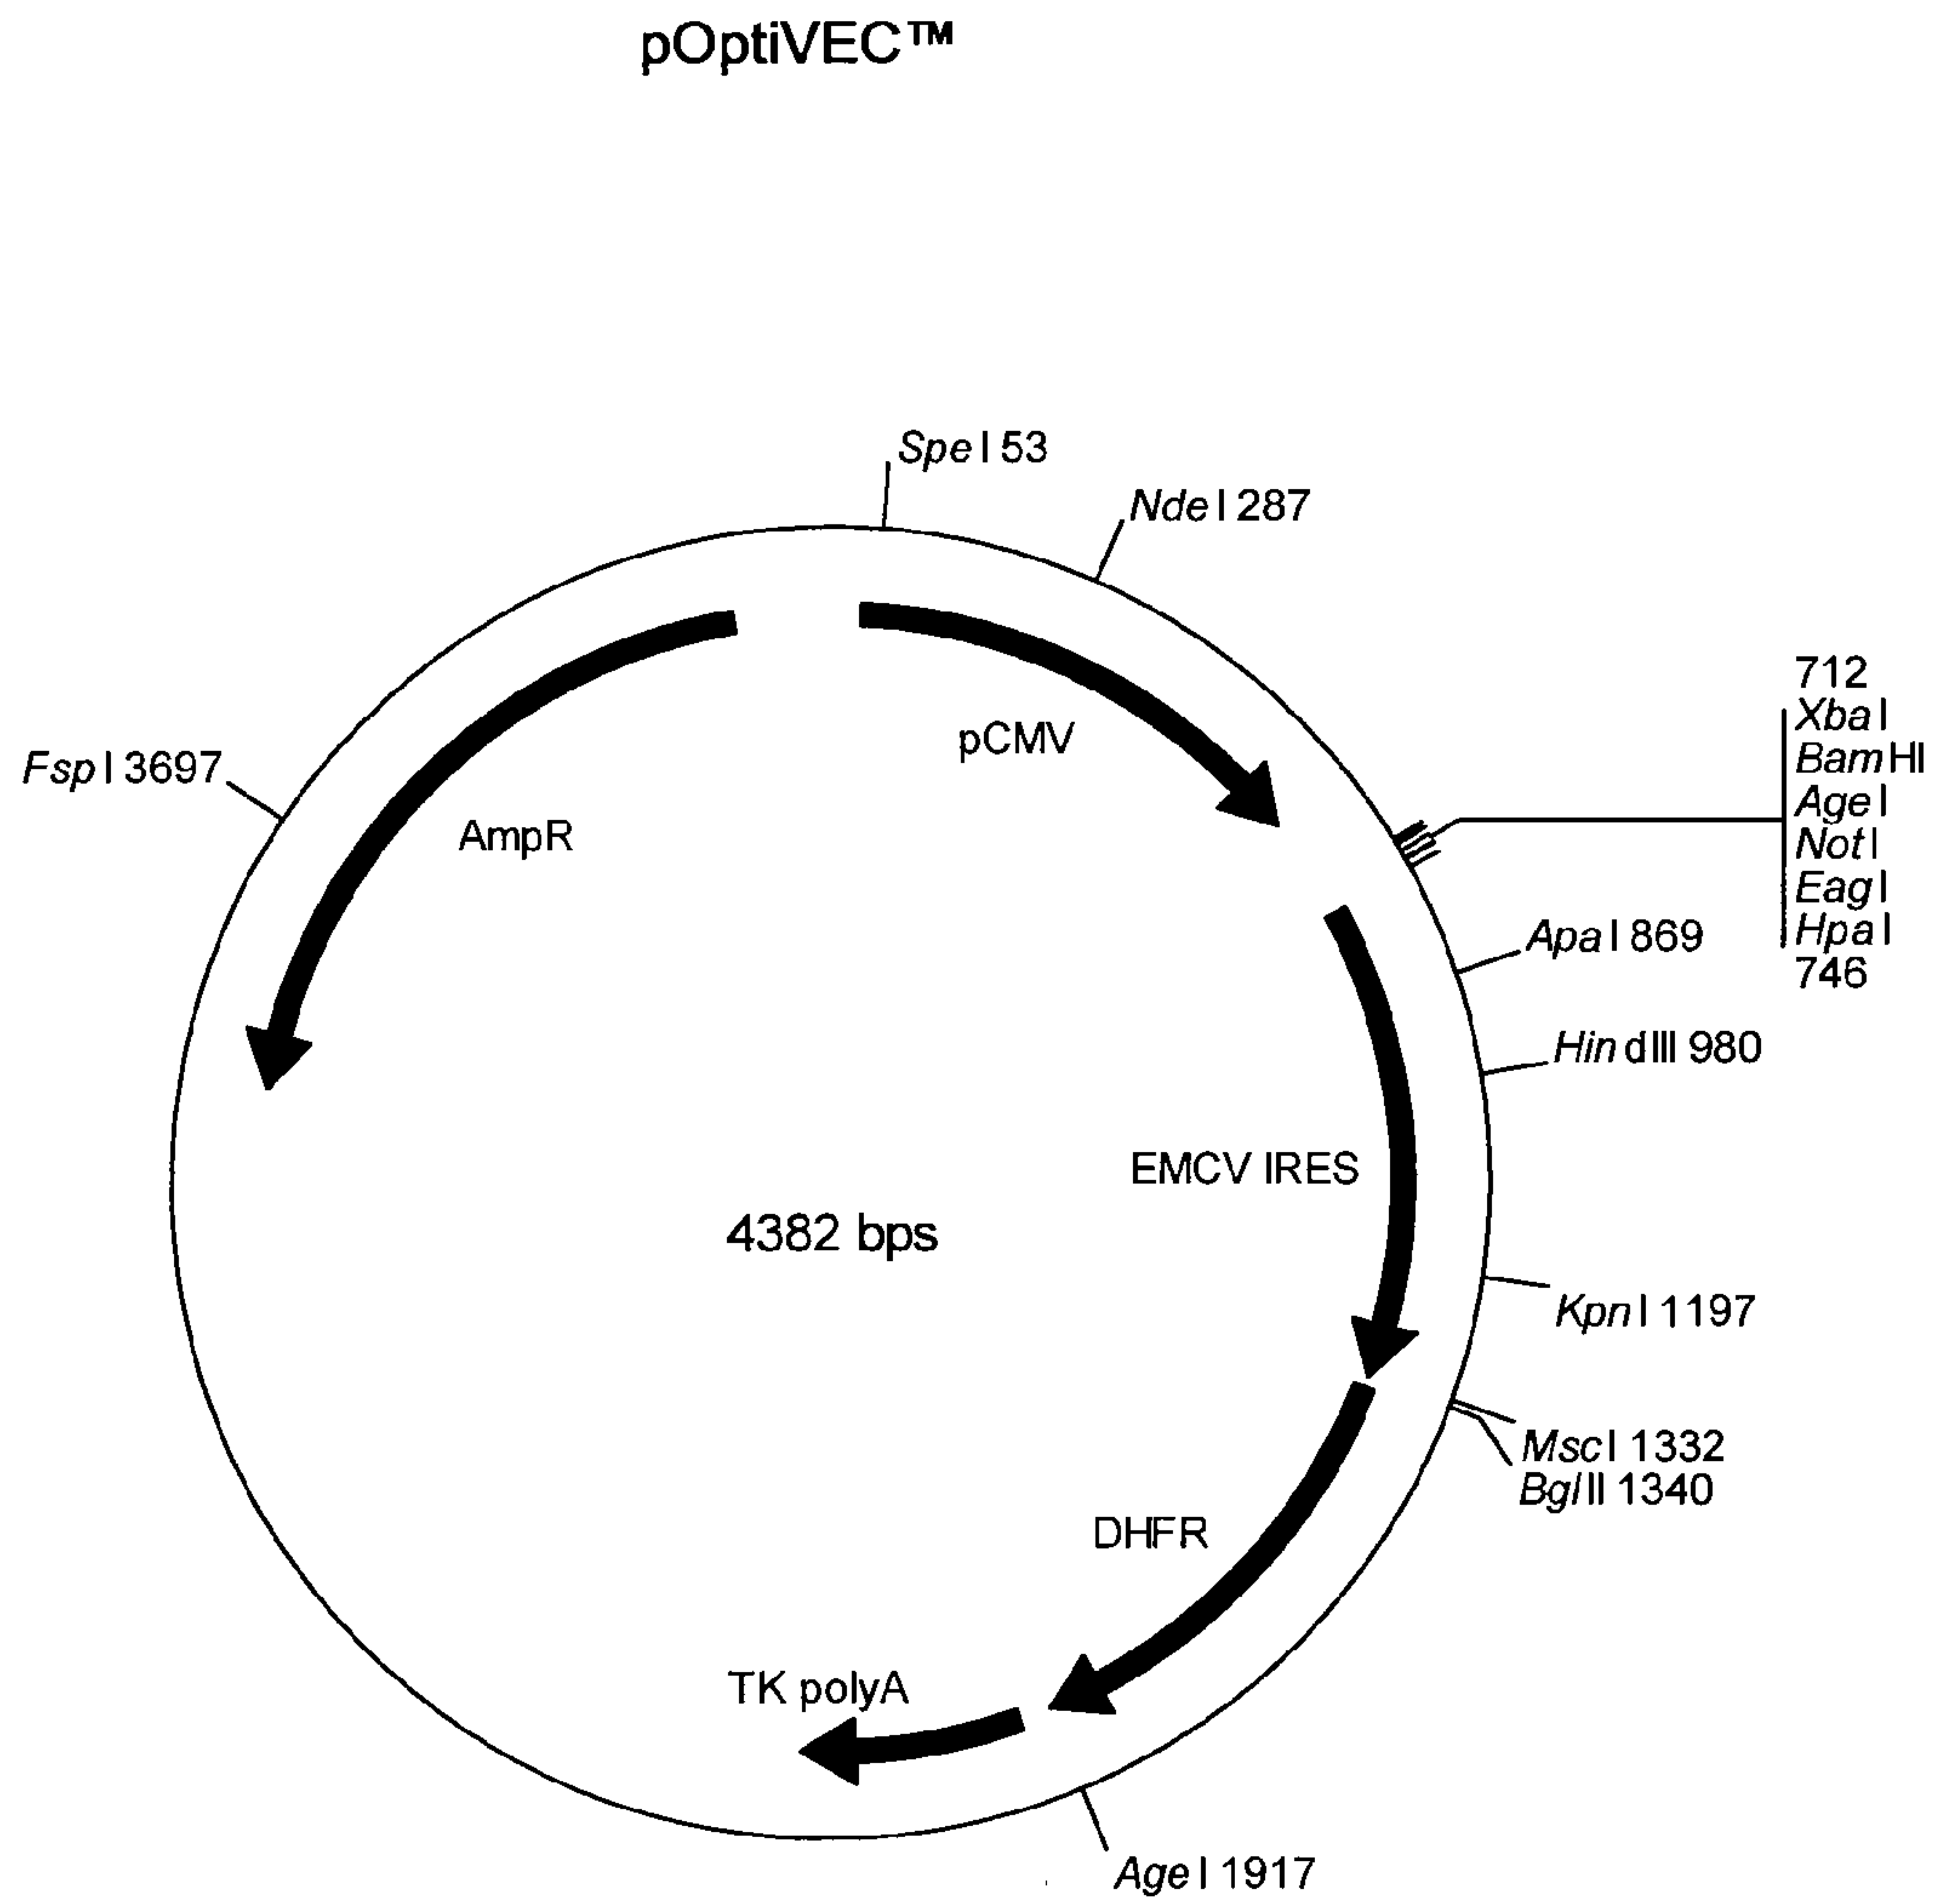 pOptiVEC™
SpeI 53
NdeI 287
712
XbaI
BamHI
AgeI
NotI
EagI
HpaI
746
pCMV
FspI 3697
AmpR
ApaI 869
HindIII 980
EMCV IRES
4382 bps
KpnI 1197
MscI 1332
BglII 1340
DHFR
TK polyA
AgeI 1917